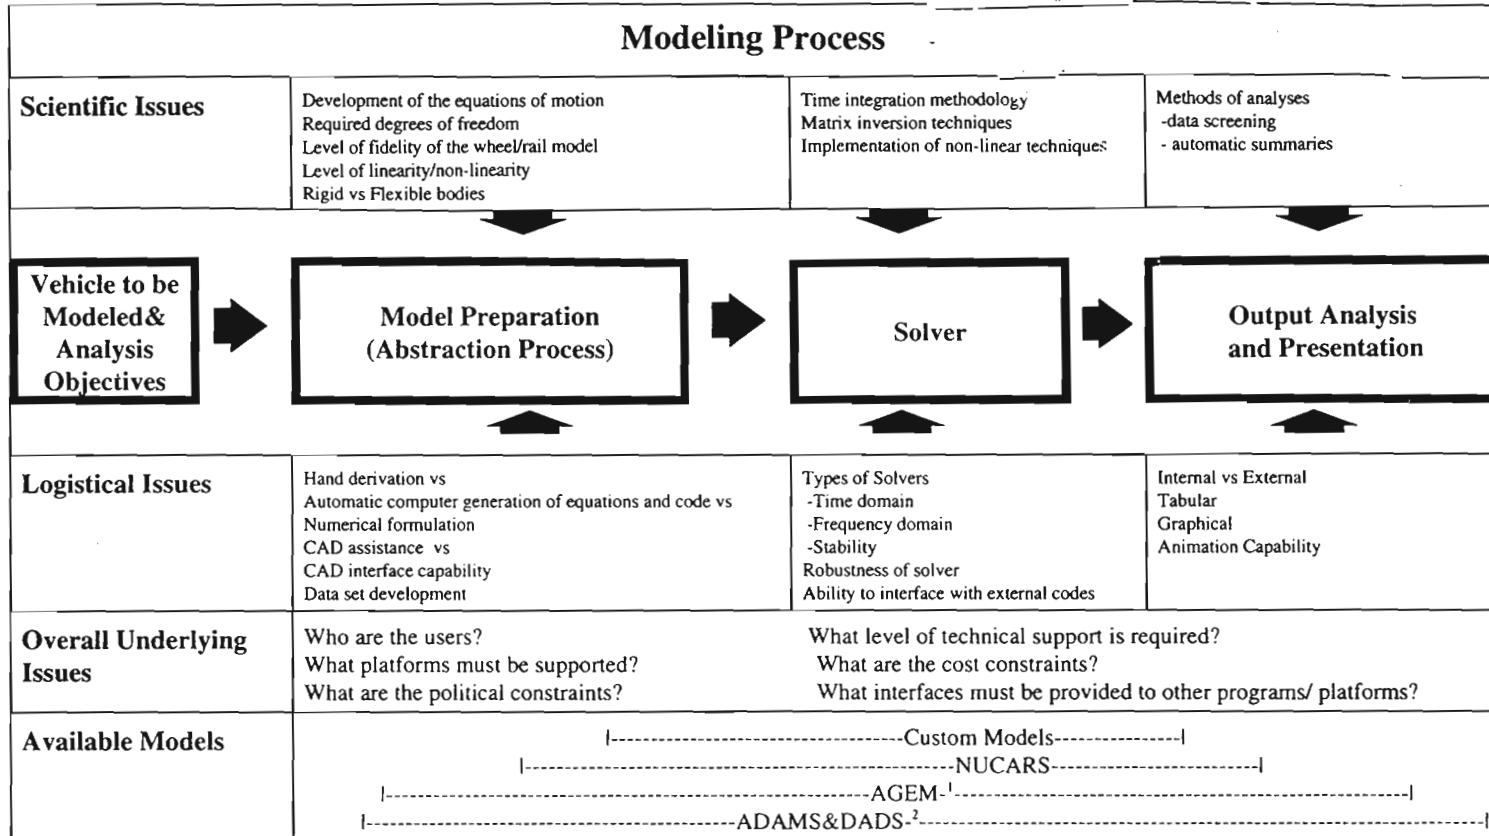 Modeling Process
Scientific Issues
Development of the equations of motion
Required degrees of freedom
Level of fidelity of the wheel/rail model
Level of linearity/non-linearity
Rigid vs Flexible bodies
Time integration methodology
Matrix inversion techniques
Implementation of non-linear techniques
Methods of analyses
-data screening
- automatic summaries
Vehicle to be
Modeled&
Analysis
Objectives
Model Preparation
(Abstraction Process)
Solver
Output Analysis
and Presentation
Logistical Issues
Hand derivation vs
Automatic computer generation of equations and code vs
Numerical formulation
CAD assistance vs
CAD interface capability
Data set development
Types of Solvers
-Time domain
-Frequency domain
-Stability
Robustness of solver
Ability to interface with external codes
Internal vs External
Tabular
Graphical
Animation Capability
Overall Underlying
Issues
Who are the users?
What platforms must be supported?
What are the political constraints?
What level of technical support is required?
What are the cost constraints?
What interfaces must be provided to other programs/ platforms?
Available Models
Custom Models
NUCARS
AGEM-¹
ADAMS&DADS-²